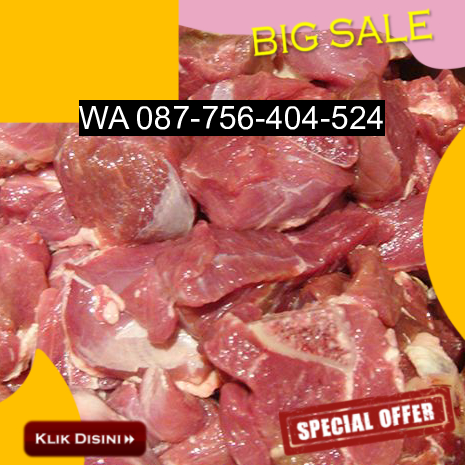 BIG SALE
WA 087-756-404-524
KLIK DISINI
SPECIAL OFFER